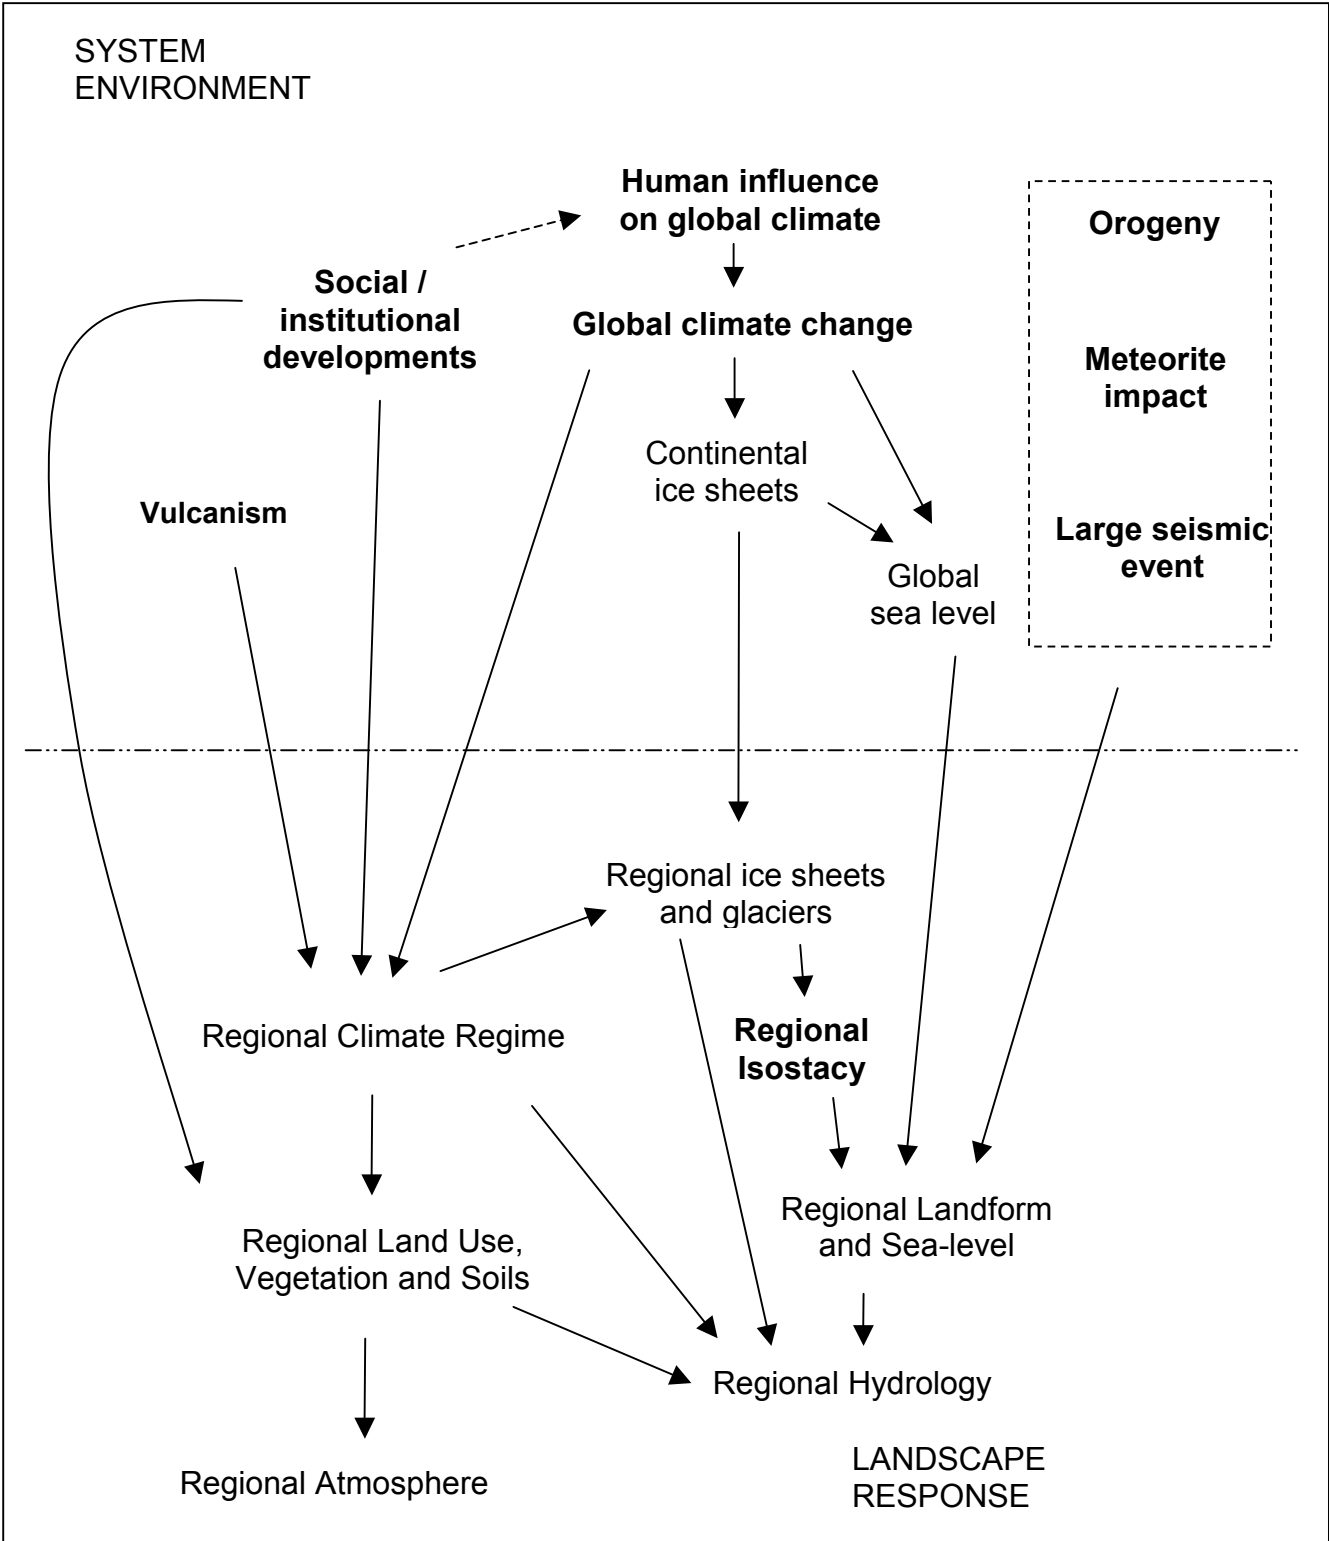 SYSTEM
ENVIRONMENT
Human influence
on global climate
Orogeny
Social /
institutional
developments
Global climate change
Meteorite
impact
Continental
ice sheets
Vulcanism
Large seismic
event
Global
sea level
Regional ice sheets
and glaciers
Regional Climate Regime
Regional
Isostacy
Regional Landform
and Sea-level
Regional Land Use,
Vegetation and Soils
Regional Hydrology
Regional Atmosphere
LANDSCAPE
RESPONSE